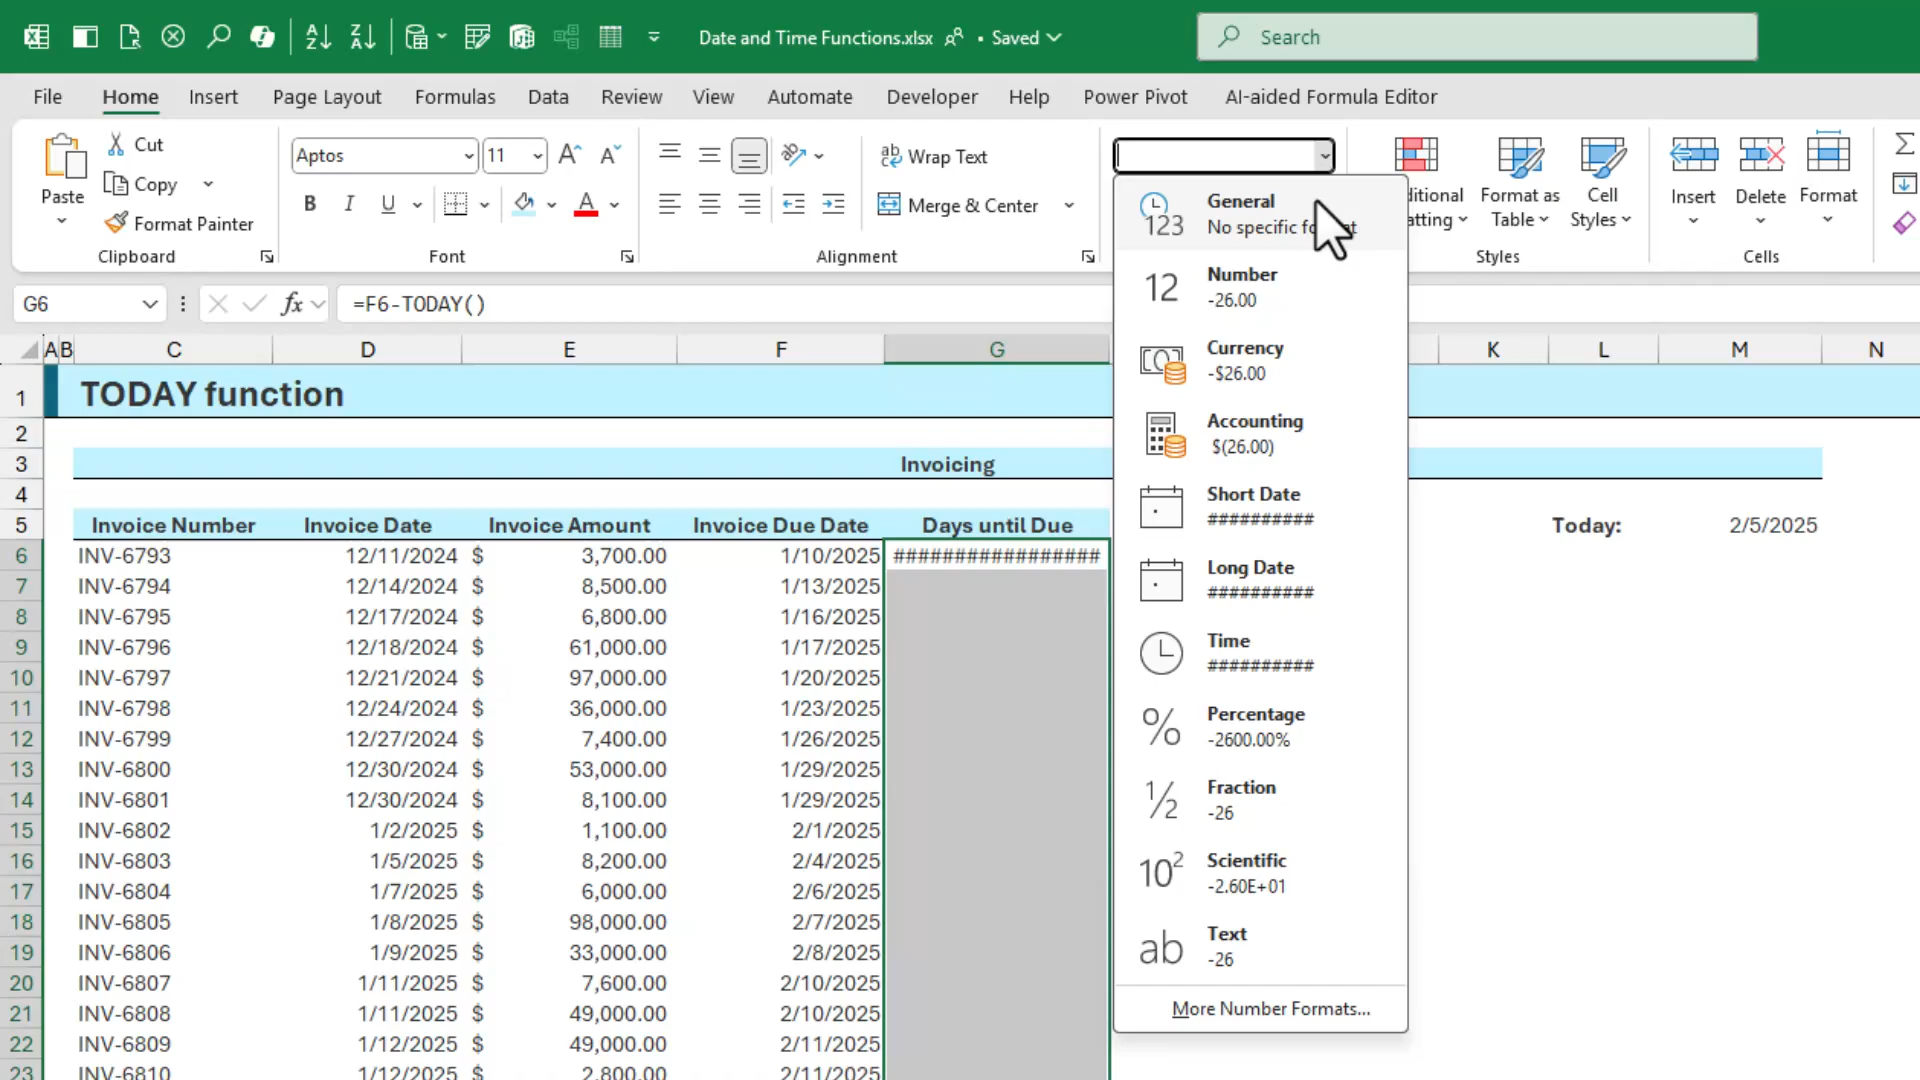 Date and Time Functions.xlsx • Saved
Search
File Home Insert Page Layout Formulas Data Review View Automate Developer Help Power Pivot AI-aided Formula Editor
Paste
Cut
Copy
Format Painter
Clipboard
Aptos 11
B I U
Font
Wrap Text
Merge & Center
Alignment
ditional
atting
Format as
Table
Cell
Styles
Styles
Insert Delete Format
Cells
General
No specific fo t
Number
-26.00
Currency
-$26.00
Accounting
$(26.00)
Short Date
##########
Long Date
##########
Time
##########
Percentage
-2600.00%
Fraction
-26
Scientific
-2.60E+01
Text
-26
More Number Formats...
G6 fx =F6-TODAY()
A B C D E F G K L M N
1 TODAY function
2
3 Invoicing
4
5 Invoice Number Invoice Date Invoice Amount Invoice Due Date Days until Due Today: 2/5/2025
6 INV-6793 12/11/2024 $ 3,700.00 1/10/2025 #################
7 INV-6794 12/14/2024 $ 8,500.00 1/13/2025
8 INV-6795 12/17/2024 $ 6,800.00 1/16/2025
9 INV-6796 12/18/2024 $ 61,000.00 1/17/2025
10 INV-6797 12/21/2024 $ 97,000.00 1/20/2025
11 INV-6798 12/24/2024 $ 36,000.00 1/23/2025
12 INV-6799 12/27/2024 $ 7,400.00 1/26/2025
13 INV-6800 12/30/2024 $ 53,000.00 1/29/2025
14 INV-6801 12/30/2024 $ 8,100.00 1/29/2025
15 INV-6802 1/2/2025 $ 1,100.00 2/1/2025
16 INV-6803 1/5/2025 $ 8,200.00 2/4/2025
17 INV-6804 1/7/2025 $ 6,000.00 2/6/2025
18 INV-6805 1/8/2025 $ 98,000.00 2/7/2025
19 INV-6806 1/9/2025 $ 33,000.00 2/8/2025
20 INV-6807 1/11/2025 $ 7,600.00 2/10/2025
21 INV-6808 1/11/2025 $ 49,000.00 2/10/2025
22 INV-6809 1/12/2025 $ 49,000.00 2/11/2025
23 INV-6810 1/12/2025 $ 2,800.00 2/11/2025